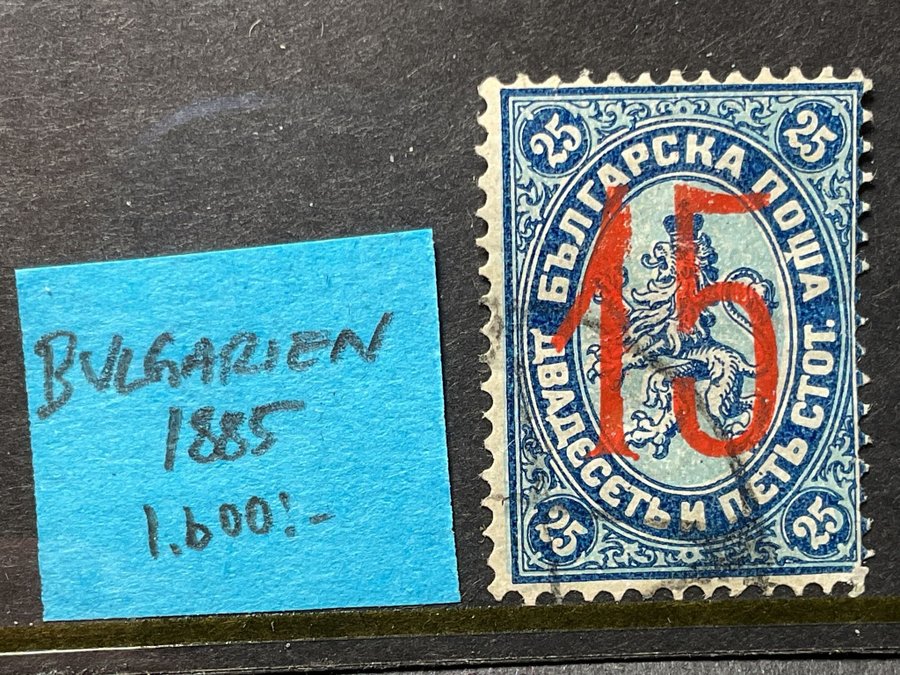 BULGARIEN
1885
1.600:-
25 25
БЪЛГАРСКА ПОЩА
15
ДВАДЕСЕТЬ И ПЕТЬ СТОТ.
25 25